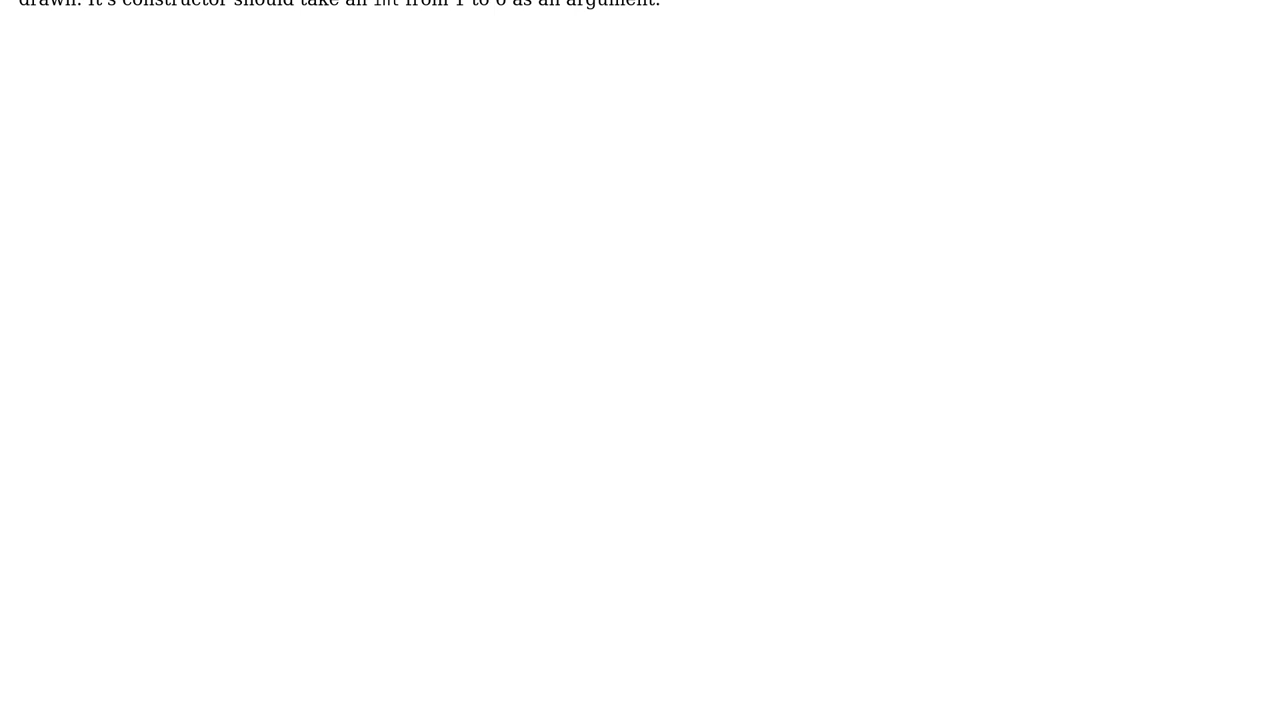 drawn. It's constructor should take an int from 1 to 6 as an argument.